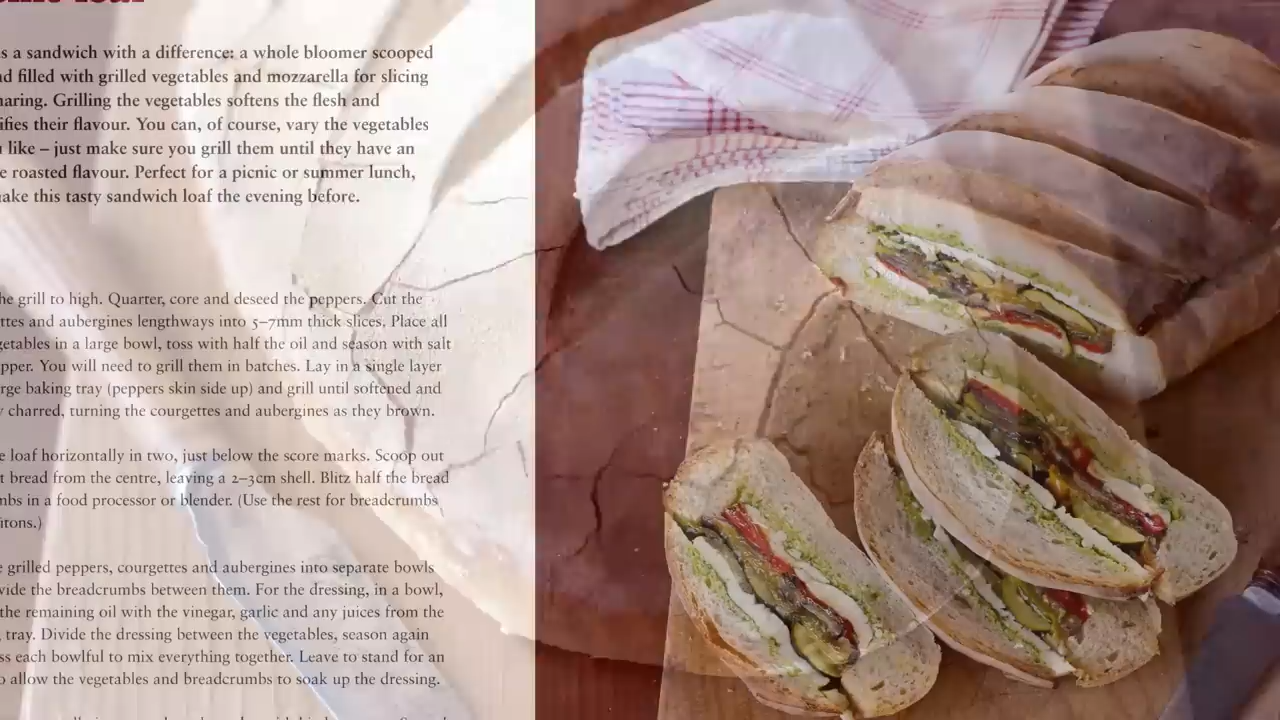 s a sandwich with a difference: a whole bloomer scooped
nd filled with grilled vegetables and mozzarella for slicing
haring. Grilling the vegetables softens the flesh and
ifies their flavour. You can, of course, vary the vegetables
u like – just make sure you grill them until they have an
e roasted flavour. Perfect for a picnic or summer lunch,
ake this tasty sandwich loaf the evening before.
he grill to high. Quarter, core and deseed the peppers. Cut the
ttes and aubergines lengthways into 5–7mm thick slices. Place all
getables in a large bowl, toss with half the oil and season with salt
pper. You will need to grill them in batches. Lay in a single layer
rge baking tray (peppers skin side up) and grill until softened and
y charred, turning the courgettes and aubergines as they brown.
e loaf horizontally in two, just below the score marks. Scoop out
t bread from the centre, leaving a 2–3cm shell. Blitz half the bread
mbs in a food processor or blender. (Use the rest for breadcrumbs
itons.)
e grilled peppers, courgettes and aubergines into separate bowls
vide the breadcrumbs between them. For the dressing, in a bowl,
the remaining oil with the vinegar, garlic and any juices from the
tray. Divide the dressing between the vegetables, season again
ss each bowlful to mix everything together. Leave to stand for an
o allow the vegetables and breadcrumbs to soak up the dressing.